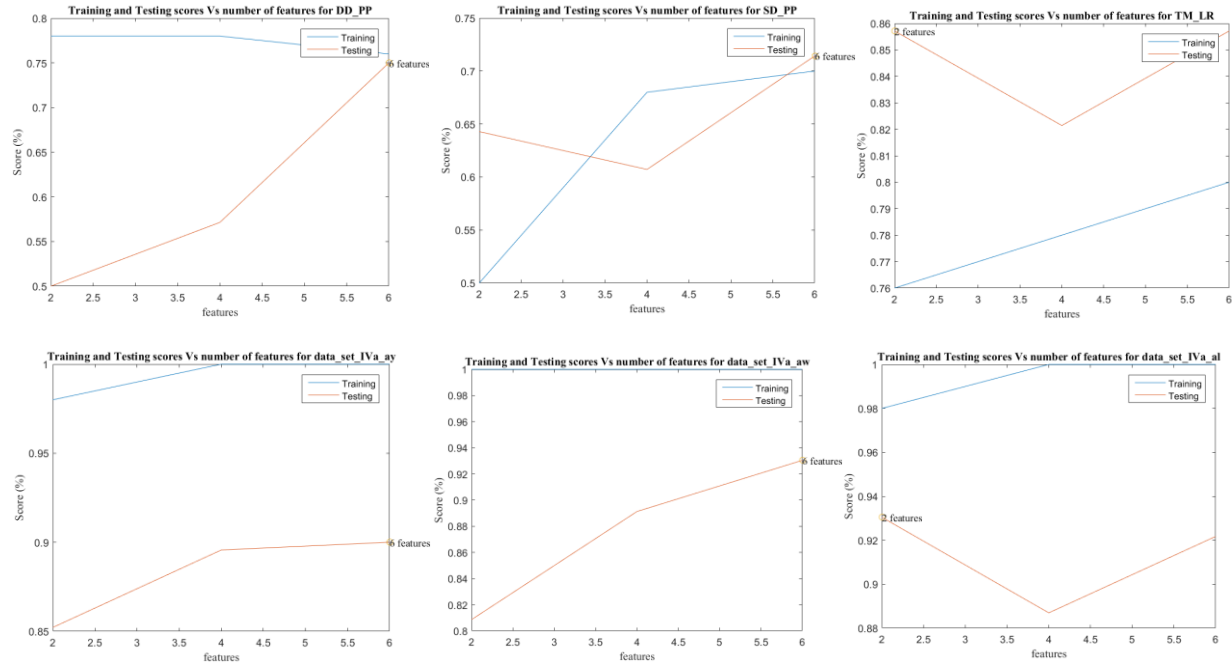 Training and Testing scores Vs number of features for DD_PP
0.8
0.75
0.7
0.65
0.6
0.55
0.5
Score (%)
Training
Testing
6 features
2 2.5 3 3.5 4 4.5 5 5.5 6
features
Training and Testing scores Vs number of features for SD_PP
0.75
0.7
0.65
0.6
0.55
0.5
Score (%)
Training
Testing
6 features
2 2.5 3 3.5 4 4.5 5 5.5 6
features
Training and Testing scores Vs number of features for TM_LR
0.86
0.85
0.84
0.83
0.82
0.81
0.8
0.79
0.78
0.77
0.76
Score (%)
2 features
Training
Testing
2 2.5 3 3.5 4 4.5 5 5.5 6
features
Training and Testing scores Vs number of features for data_set_IVa_ay
1
0.95
0.9
0.85
Score (%)
Training
Testing
6 features
2 2.5 3 3.5 4 4.5 5 5.5 6
features
Training and Testing scores Vs number of features for data_set_IVa_aw
1
0.98
0.96
0.94
0.92
0.9
0.88
0.86
0.84
0.82
0.8
Score (%)
Training
Testing
6 features
2 2.5 3 3.5 4 4.5 5 5.5 6
features
Training and Testing scores Vs number of features for data_set_IVa_al
1
0.98
0.96
0.94
0.92
0.9
0.88
Score (%)
Training
Testing
2 features
2 2.5 3 3.5 4 4.5 5 5.5 6
features